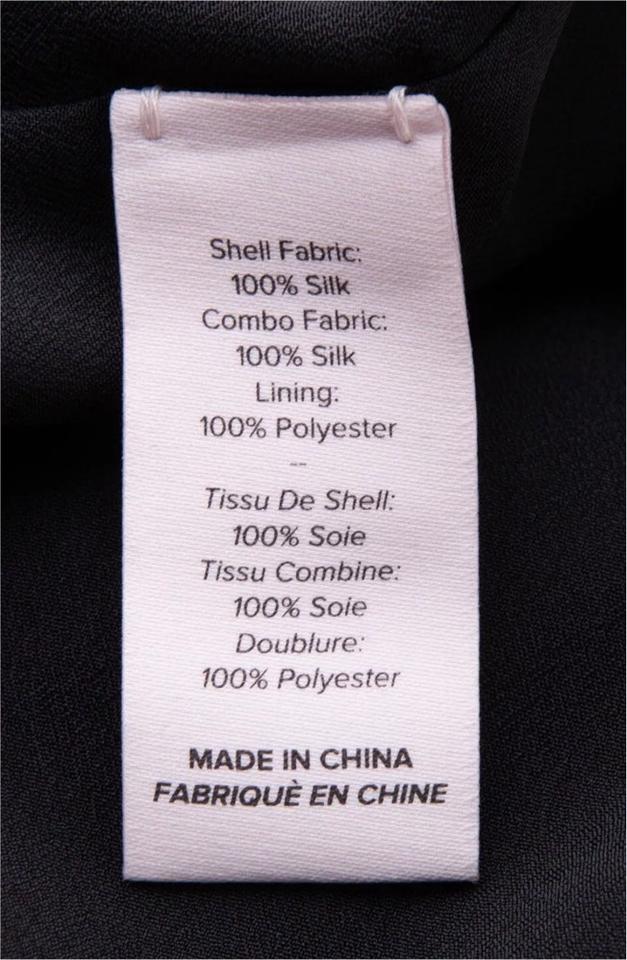 Shell Fabric:
100% Silk
Combo Fabric:
100% Silk
Lining:
100% Polyester
--
Tissu De Shell:
100% Soie
Tissu Combine:
100% Soie
Doublure:
100% Polyester
MADE IN CHINA
FABRIQUÈ EN CHINE